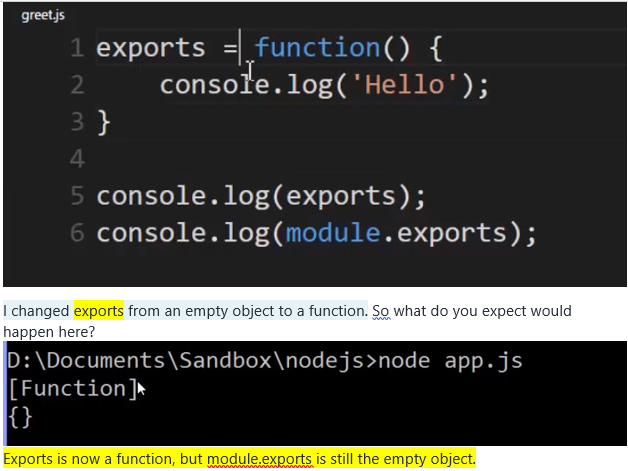 greet.js
1 exports = function() {
2 console.log('Hello');
3 }
4
5 console.log(exports);
6 console.log(module.exports);
I changed exports from an empty object to a function. So what do you expect would
happen here?
D:\Documents\Sandbox\nodejs>node app.js
[Function]
{}
Exports is now a function, but module.exports is still the empty object.